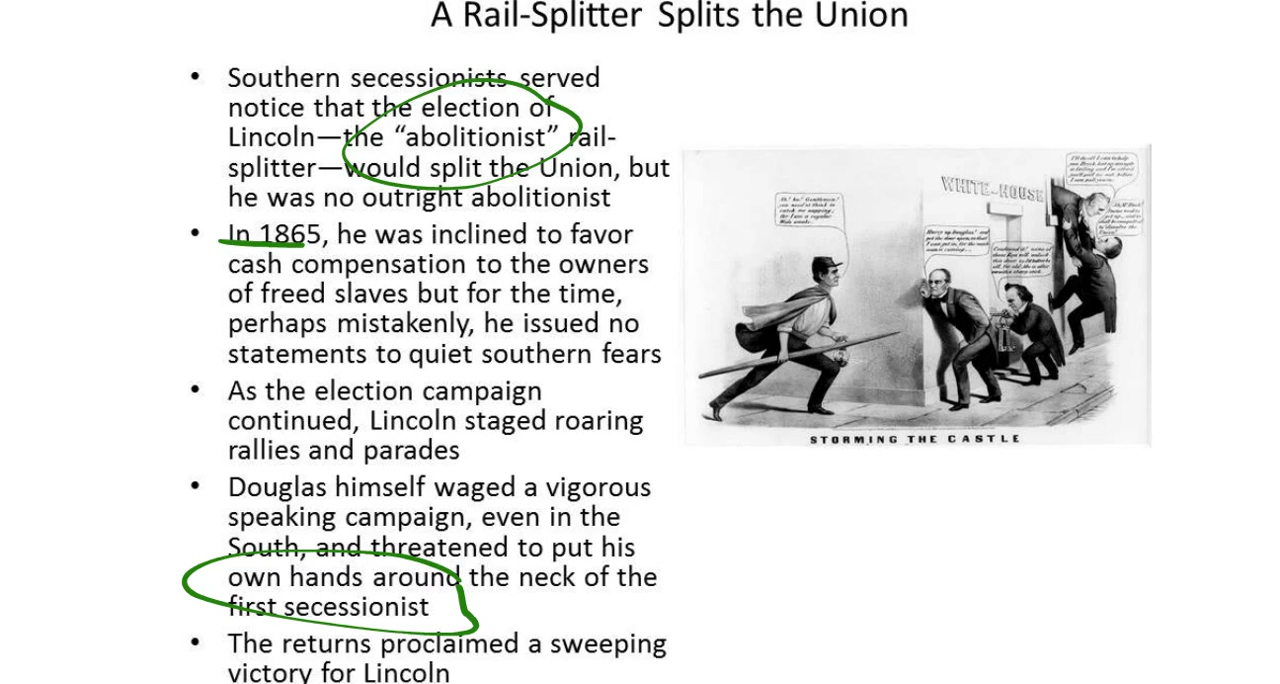 A Rail-Splitter Splits the Union
• Southern secessionists served
notice that the election of
Lincoln—the “abolitionist” rail-
splitter—would split the Union, but
he was no outright abolitionist
• In 1865, he was inclined to favor
cash compensation to the owners
of freed slaves but for the time,
perhaps mistakenly, he issued no
statements to quiet southern fears
• As the election campaign
continued, Lincoln staged roaring
rallies and parades
• Douglas himself waged a vigorous
speaking campaign, even in the
South, and threatened to put his
own hands around the neck of the
first secessionist
• The returns proclaimed a sweeping
victory for Lincoln
WHITE-HOUSE
STORMING THE CASTLE